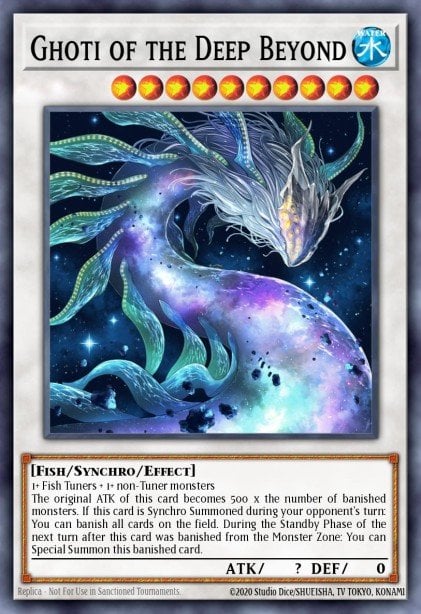 Ghoti of the Deep Beyond
WATER
水
[Fish/Synchro/Effect]
1+ Fish Tuners + 1+ non-Tuner monsters
The original ATK of this card becomes 500 x the number of banished
monsters. If this card is Synchro Summoned during your opponent's turn:
You can banish all cards on the field. During the Standby Phase of the
next turn after this card was banished from the Monster Zone: You can
Special Summon this banished card.
ATK/ ? DEF/ 0
Replica - Not For Use in Sanctioned Tournaments. ©2020 Studio Dice/SHUEISHA, TV TOKYO, KONAMI